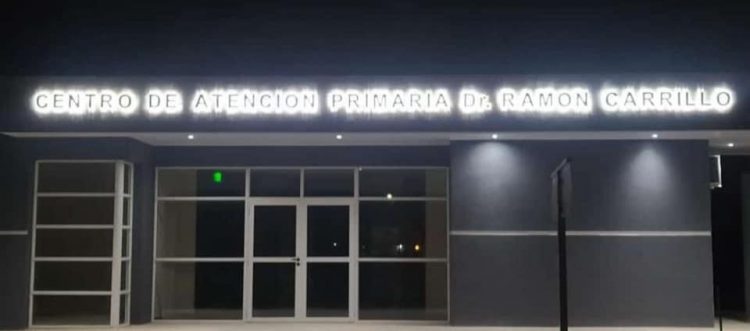 CENTRO DE ATENCION PRIMARIA Dr. RAMON CARRILLO